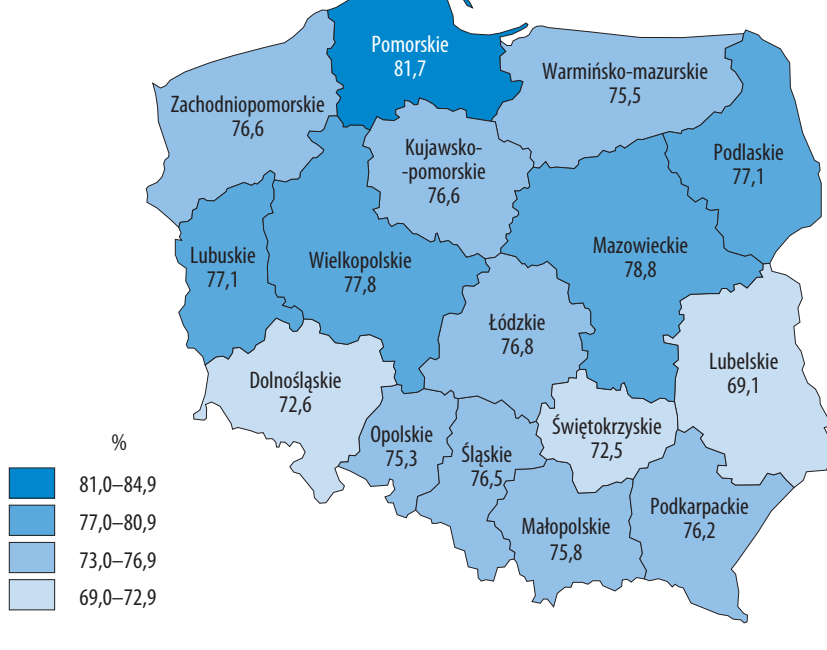 Pomorskie
81,7
Warmińsko-mazurskie
75,5
Zachodniopomorskie
76,6
Kujawsko-
-pomorskie
76,6
Podlaskie
77,1
Mazowieckie
78,8
Lubuskie
77,1
Wielkopolskie
77,8
Łódzkie
76,8
Lubelskie
69,1
Dolnośląskie
72,6
Świętokrzyskie
72,5
Opolskie
75,3
Śląskie
76,5
Małopolskie
75,8
Podkarpackie
76,2
%
81,0–84,9
77,0–80,9
73,0–76,9
69,0–72,9